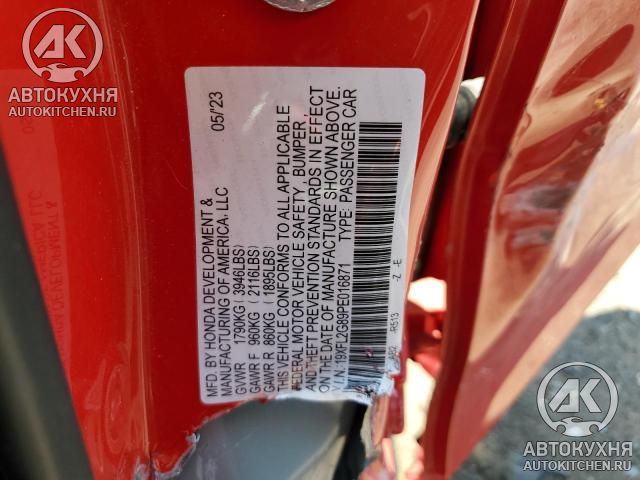 АК
АВТОКУХНЯ
AUTOKITCHEN.RU
MFD. BY HONDA DEVELOPMENT & 05/'23
MANUFACTURING OF AMERICA, LLC
GVWR 1790KG ( 3946LBS)
GAWR F 960KG ( 2116LBS)
GAWR R 860KG ( 1895LBS)
THIS VEHICLE CONFORMS TO ALL APPLICABLE
FEDERAL MOTOR VEHICLE SAFETY, BUMPER,
AND THEFT PREVENTION STANDARDS IN EFFECT
ON THE DATE OF MANUFACTURE SHOWN ABOVE.
V.I.N.: 19XFL2G89PE016871 TYPE: PASSENGER CAR
R513
-Z -E
АК
АВТОКУХНЯ
AUTOKITCHEN.RU